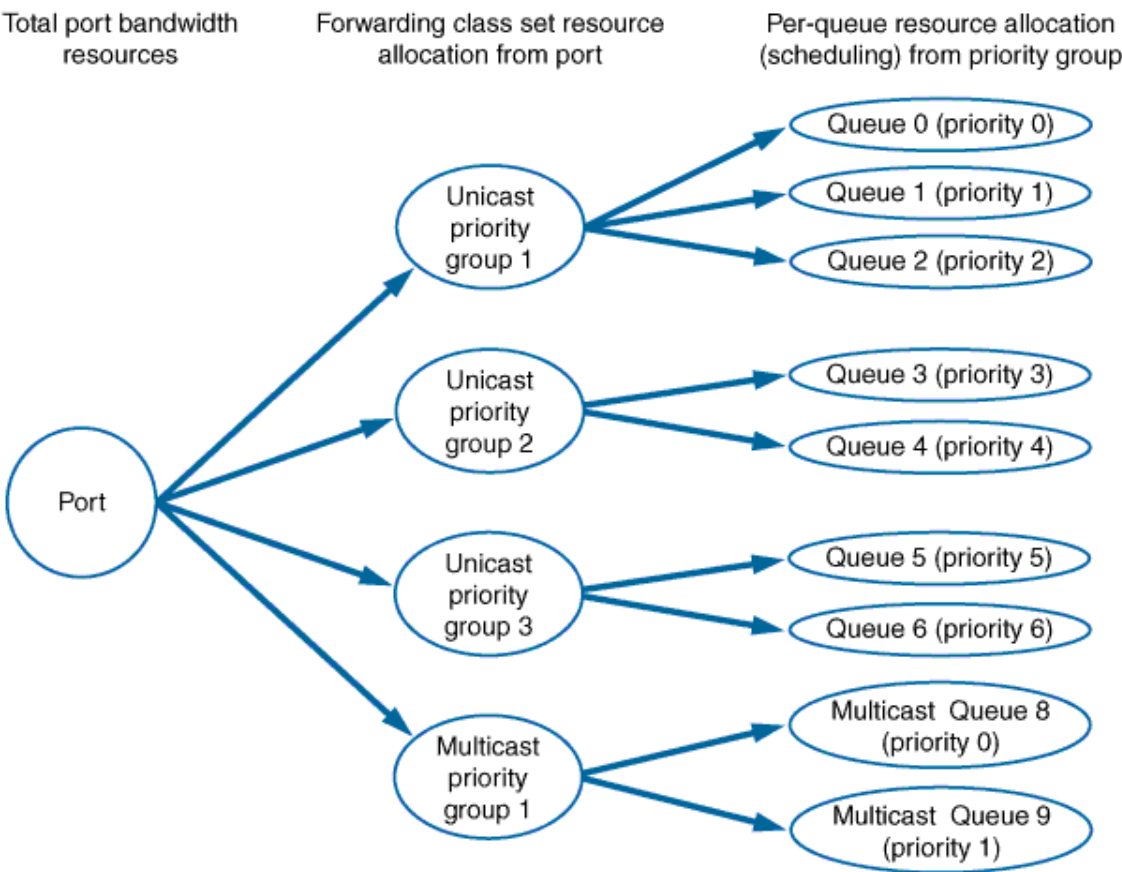 Total port bandwidth
resources
Forwarding class set resource
allocation from port
Per-queue resource allocation
(scheduling) from priority group
Port
Unicast
priority
group 1
Queue 0 (priority 0)
Queue 1 (priority 1)
Queue 2 (priority 2)
Unicast
priority
group 2
Queue 3 (priority 3)
Queue 4 (priority 4)
Unicast
priority
group 3
Queue 5 (priority 5)
Queue 6 (priority 6)
Multicast
priority
group 1
Multicast Queue 8
(priority 0)
Multicast Queue 9
(priority 1)